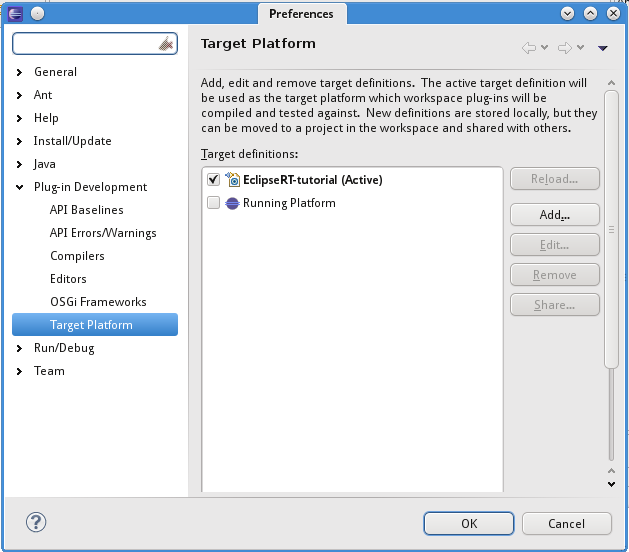 Preferences
Target Platform
General
Ant
Help
Install/Update
Java
Plug-in Development
API Baselines
API Errors/Warnings
Compilers
Editors
OSGi Frameworks
Target Platform
Run/Debug
Team
Add, edit and remove target definitions.  The active target definition will
be used as the target platform which workspace plug-ins will be
compiled and tested against.  New definitions are stored locally, but they
can be moved to a project in the workspace and shared with others.
Target definitions:
EclipseRT-tutorial (Active)
Running Platform
Reload...
Add...
Edit...
Remove
Share...
?
OK
Cancel